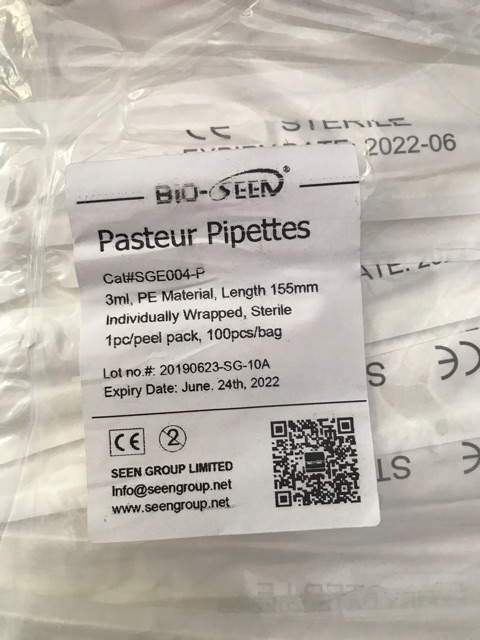 STERILE
2022-06
BIO-SEEN®
Pasteur Pipettes
Cat#SGE004-P
3ml, PE Material, Length 155mm
Individually Wrapped, Sterile
1pc/peel pack, 100pcs/bag
Lot no.#: 20190623-SG-10A
Expiry Date: June. 24th, 2022
CE 2
SEEN GROUP LIMITED
Info@seengroup.net
www.seengroup.net